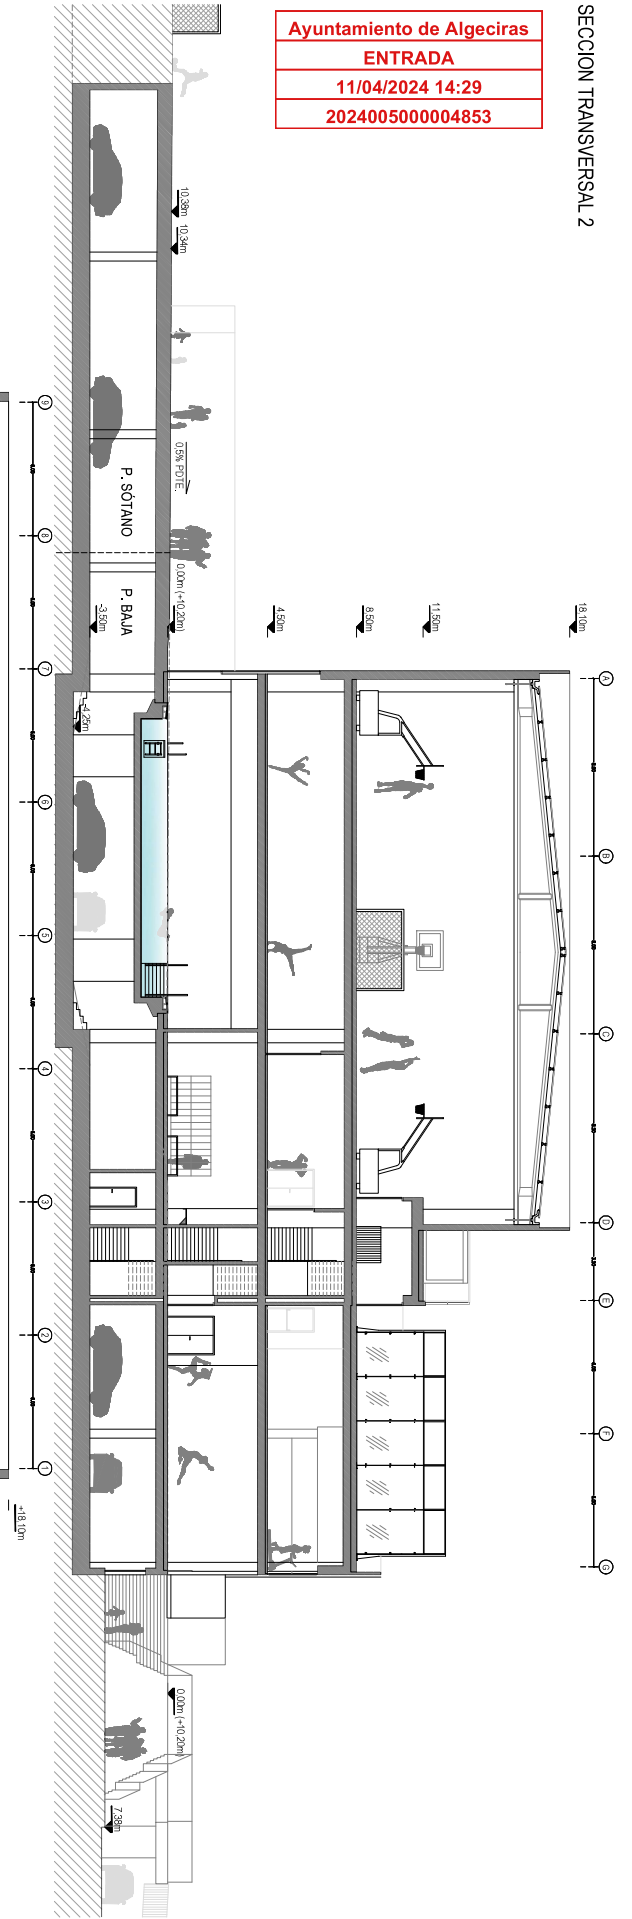 SECCION TRANSVERSAL 2
Ayuntamiento de Algeciras
ENTRADA
11/04/2024 14:29
2024005000004853
18,10m
11,50m
8,50m
4,50m
0,00m (+10,20m)
-3,50m
-4,25m
10,38m
10,34m
0,5% PDTE.
P. SÓTANO
P. BAJA
A
B
C
D
E
F
G
9
8
7
6
5
4
3
2
1
0,00m (+10,20m)
7,38m
+18,10m